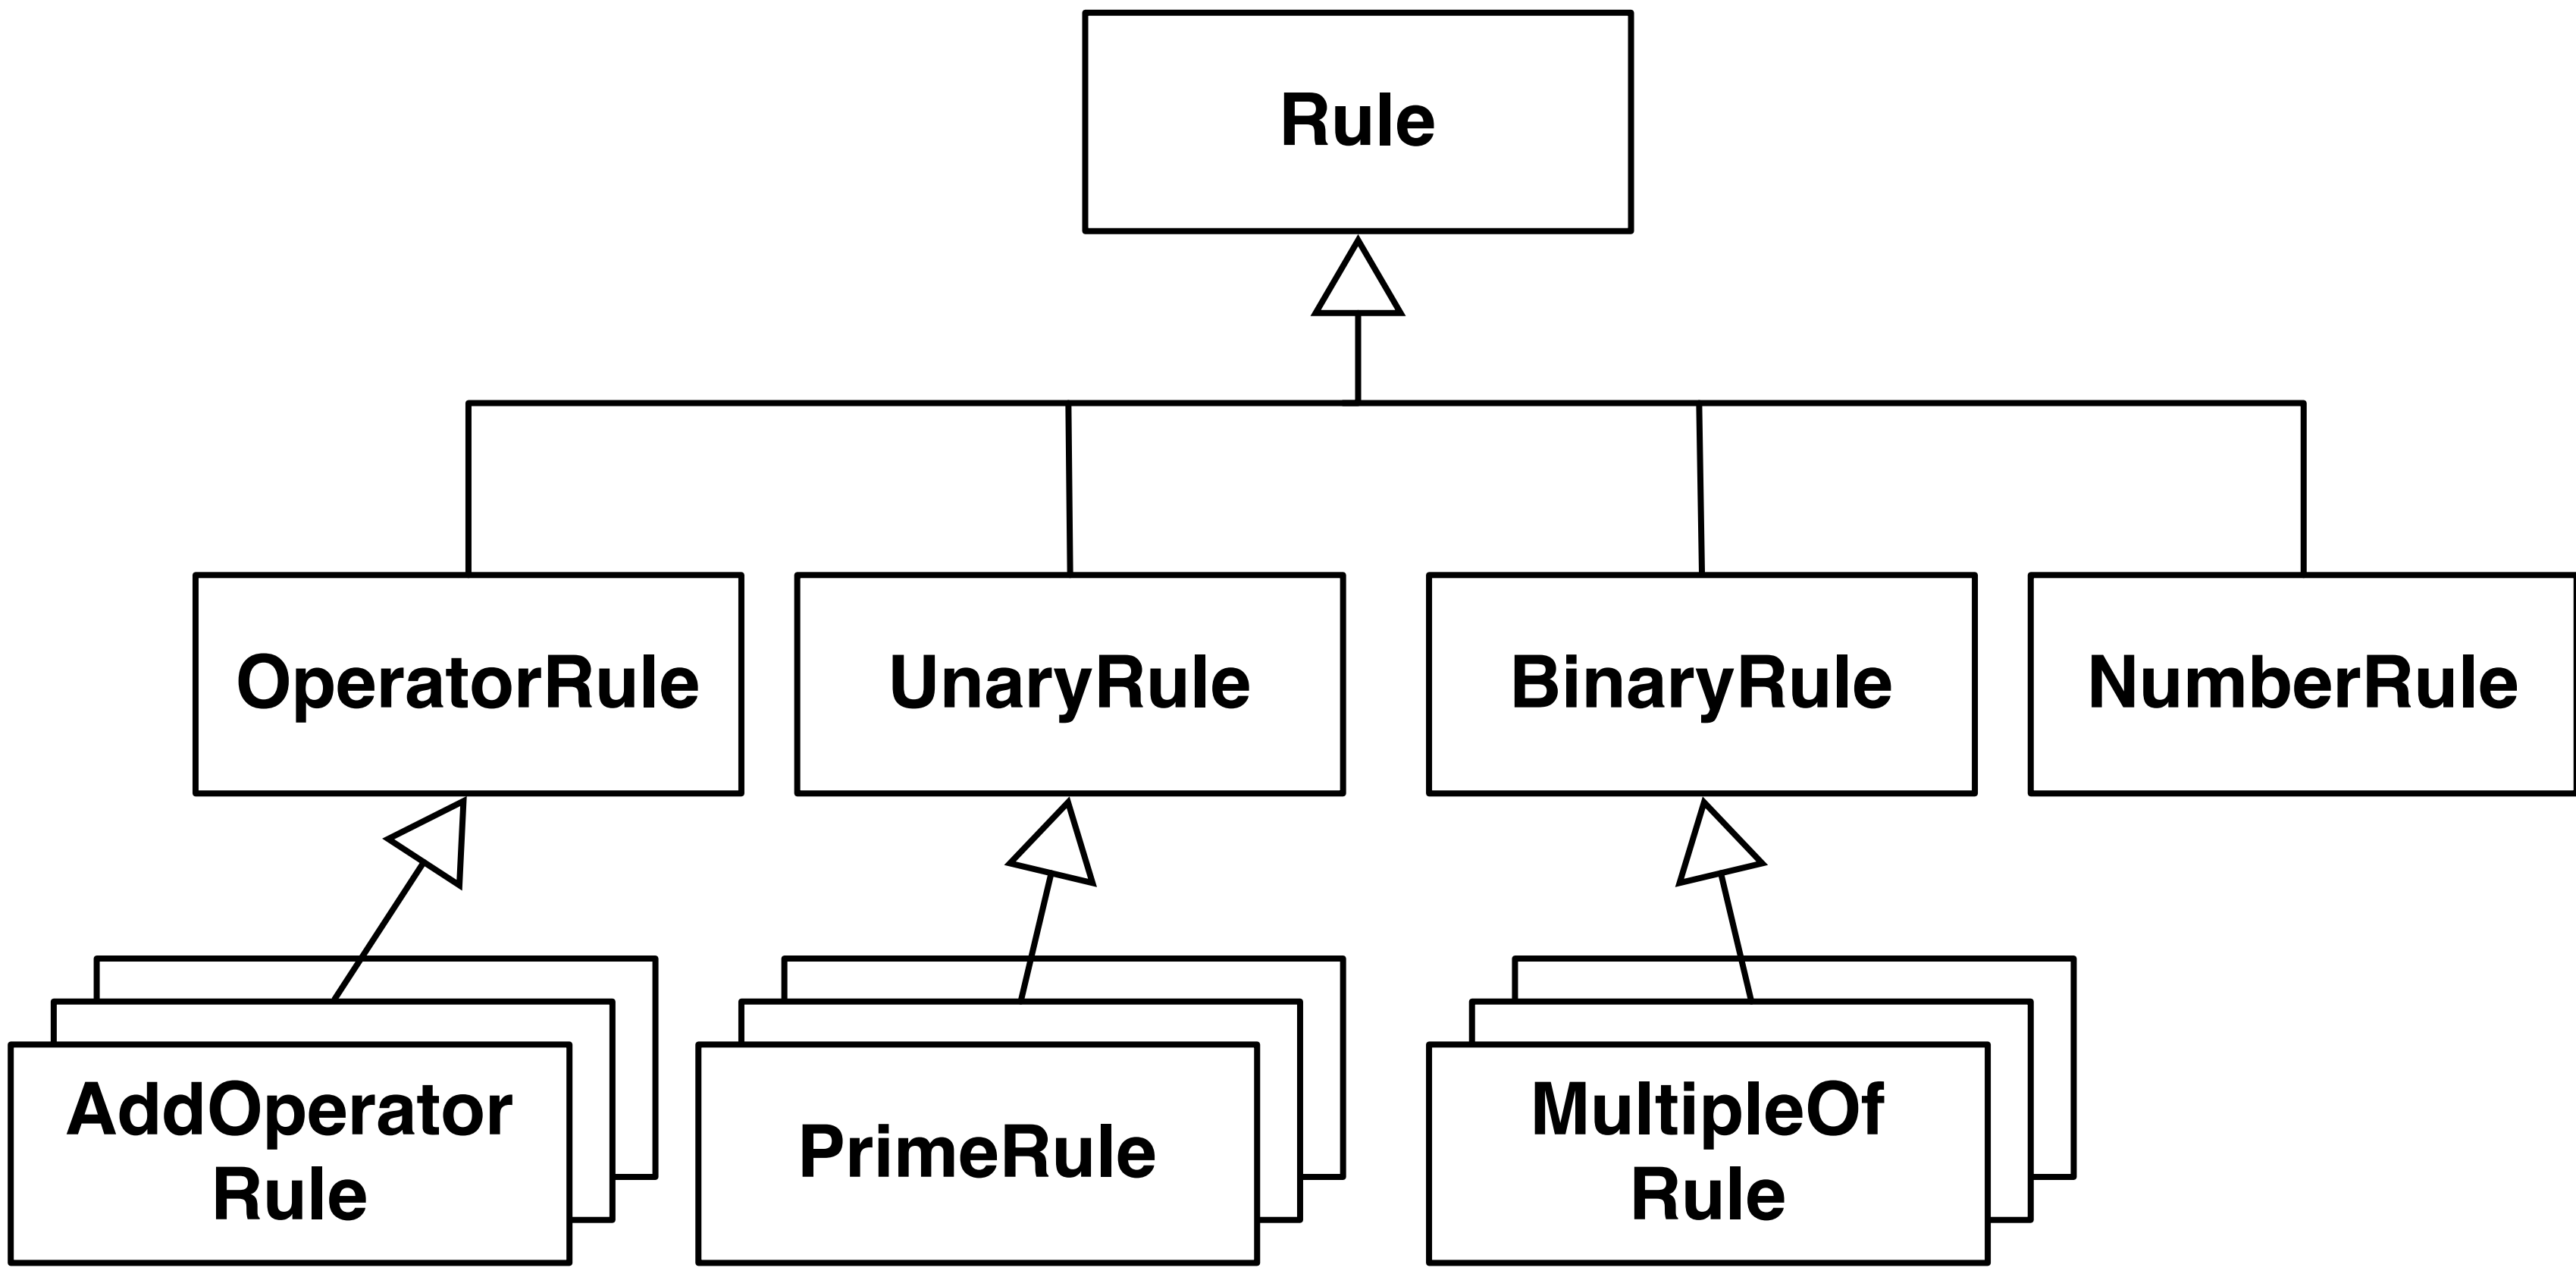 Rule
OperatorRule
UnaryRule
BinaryRule
NumberRule
AddOperator
Rule
PrimeRule
MultipleOf
Rule